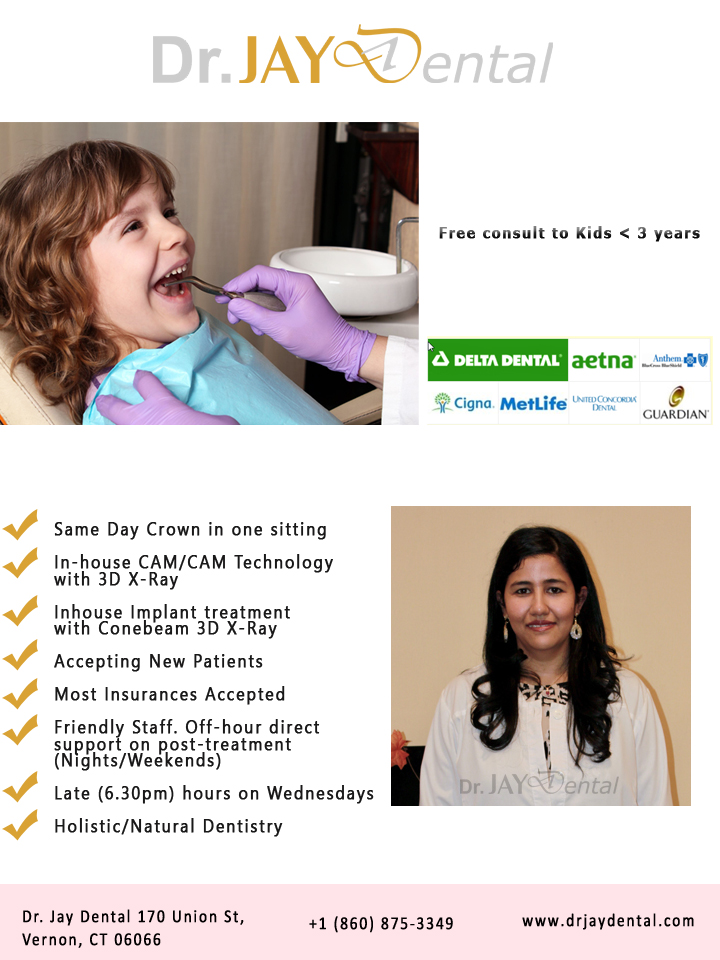 Dr. JAY Dental
Free consult to Kids < 3 years
DELTA DENTAL®
aetna®
Anthem
BlueCross BlueShield
Cigna.
MetLife®
UNITED CONCORDIA®
DENTAL
GUARDIAN®
Same Day Crown in one sitting
In-house CAM/CAM Technology
with 3D X-Ray
Inhouse Implant treatment
with Conebeam 3D X-Ray
Accepting New Patients
Most Insurances Accepted
Friendly Staff. Off-hour direct
support on post-treatment
(Nights/Weekends)
Late (6.30pm) hours on Wednesdays
Holistic/Natural Dentistry
Dr. JAY Dental
Dr. Jay Dental 170 Union St,
Vernon, CT 06066
+1 (860) 875-3349
www.drjaydental.com